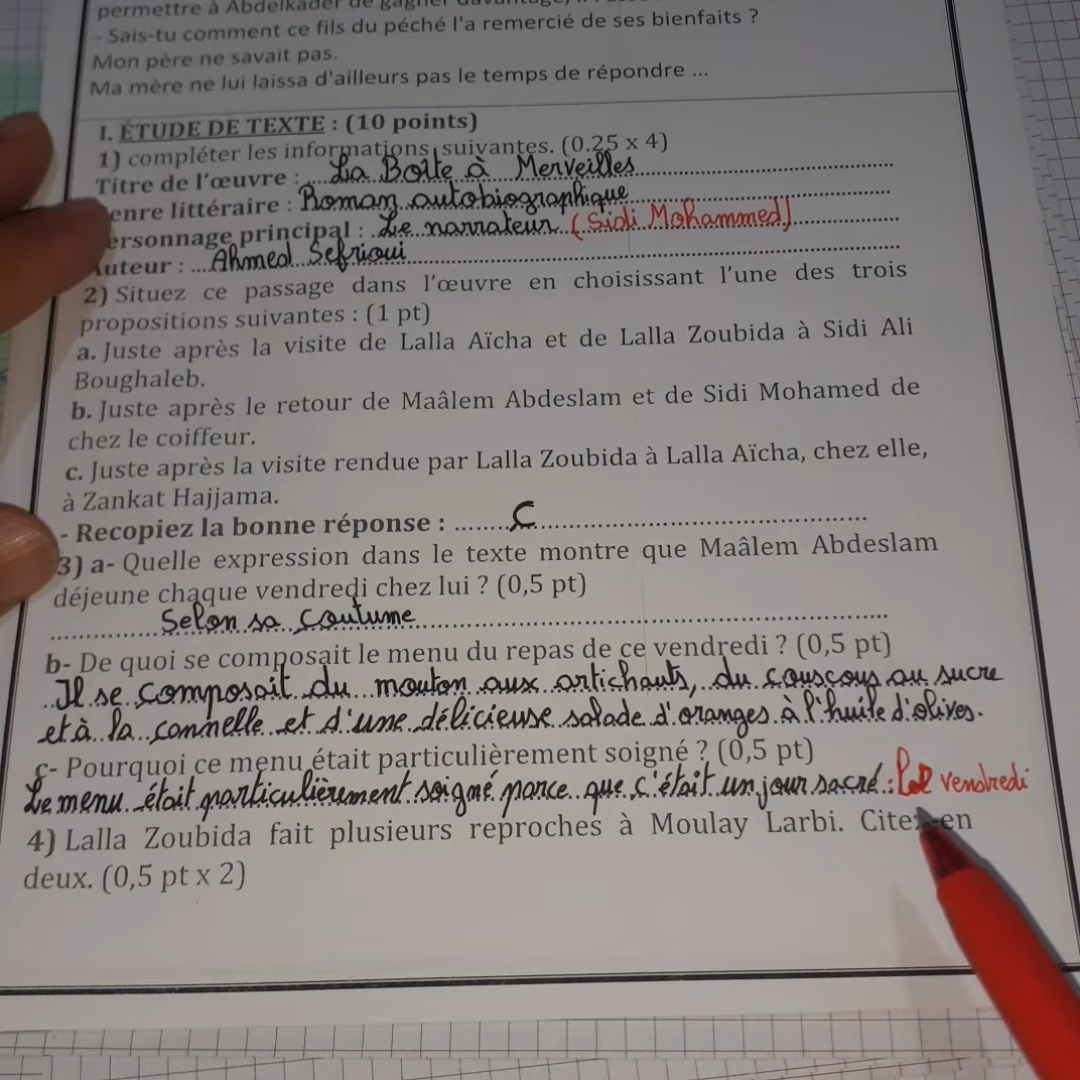 permettre à Abdelkader de gagner
- Sais-tu comment ce fils du péché l'a remercié de ses bienfaits ?
Mon père ne savait pas.
Ma mère ne lui laissa d'ailleurs pas le temps de répondre ...
I. ÉTUDE DE TEXTE : (10 points)
1) compléter les informations suivantes. (0.25 x 4)
Titre de l'œuvre : La Boîte à Merveilles
enre littéraire : Roman autobiographique
ersonnage principal : Le narrateur (Sidi Mohammed)
uteur : Ahmed Sefrioui
2) Situez ce passage dans l'œuvre en choisissant l'une des trois
propositions suivantes : (1 pt)
a. Juste après la visite de Lalla Aïcha et de Lalla Zoubida à Sidi Ali
Boughaleb.
b. Juste après le retour de Maâlem Abdeslam et de Sidi Mohamed de
chez le coiffeur.
c. Juste après la visite rendue par Lalla Zoubida à Lalla Aïcha, chez elle,
à Zankat Hajjama.
- Recopiez la bonne réponse : C
3) a- Quelle expression dans le texte montre que Maâlem Abdeslam
déjeune chaque vendredi chez lui ? (0,5 pt)
Selon sa coutume
b- De quoi se composait le menu du repas de ce vendredi ? (0,5 pt)
Il se composait du mouton aux artichauts, du couscous au sucre
et à la cannelle et d'une délicieuse salade d'oranges à l'huile d'olives.
c- Pourquoi ce menu était particulièrement soigné ? (0,5 pt)
Le menu était particulièrement soigné parce que c'était un jour sacré : Le vendredi
4) Lalla Zoubida fait plusieurs reproches à Moulay Larbi. Citez-en
deux. (0,5 pt x 2)